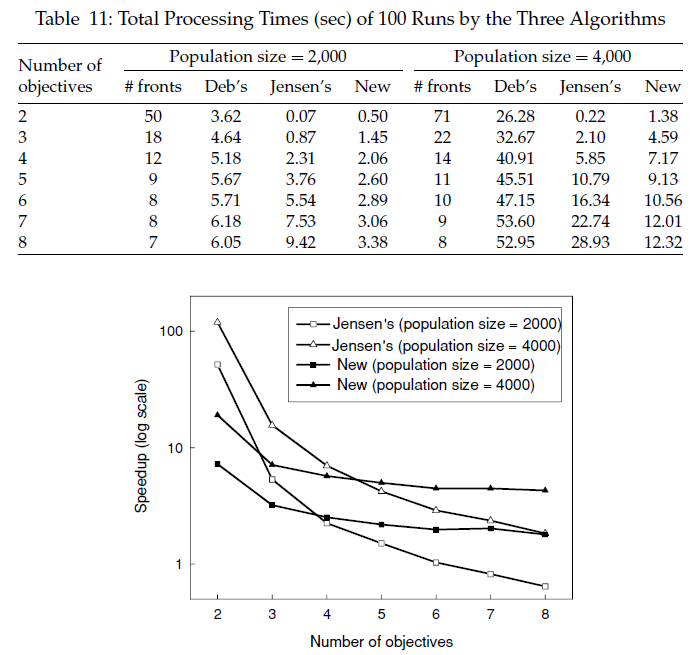 Table 11: Total Processing Times (sec) of 100 Runs by the Three Algorithms
Number of objectives Population size = 2,000 Population size = 4,000
# fronts Deb's Jensen's New # fronts Deb's Jensen's New
2 50 3.62 0.07 0.50 71 26.28 0.22 1.38
3 18 4.64 0.87 1.45 22 32.67 2.10 4.59
4 12 5.18 2.31 2.06 14 40.91 5.85 7.17
5 9 5.67 3.76 2.60 11 45.51 10.79 9.13
6 8 5.71 5.54 2.89 10 47.15 16.34 10.56
7 8 6.18 7.53 3.06 9 53.60 22.74 12.01
8 7 6.05 9.42 3.38 8 52.95 28.93 12.32
Jensen's (population size = 2000)
Jensen's (population size = 4000)
New (population size = 2000)
New (population size = 4000)
Speedup (log scale)
100
10
1
2 3 4 5 6 7 8
Number of objectives